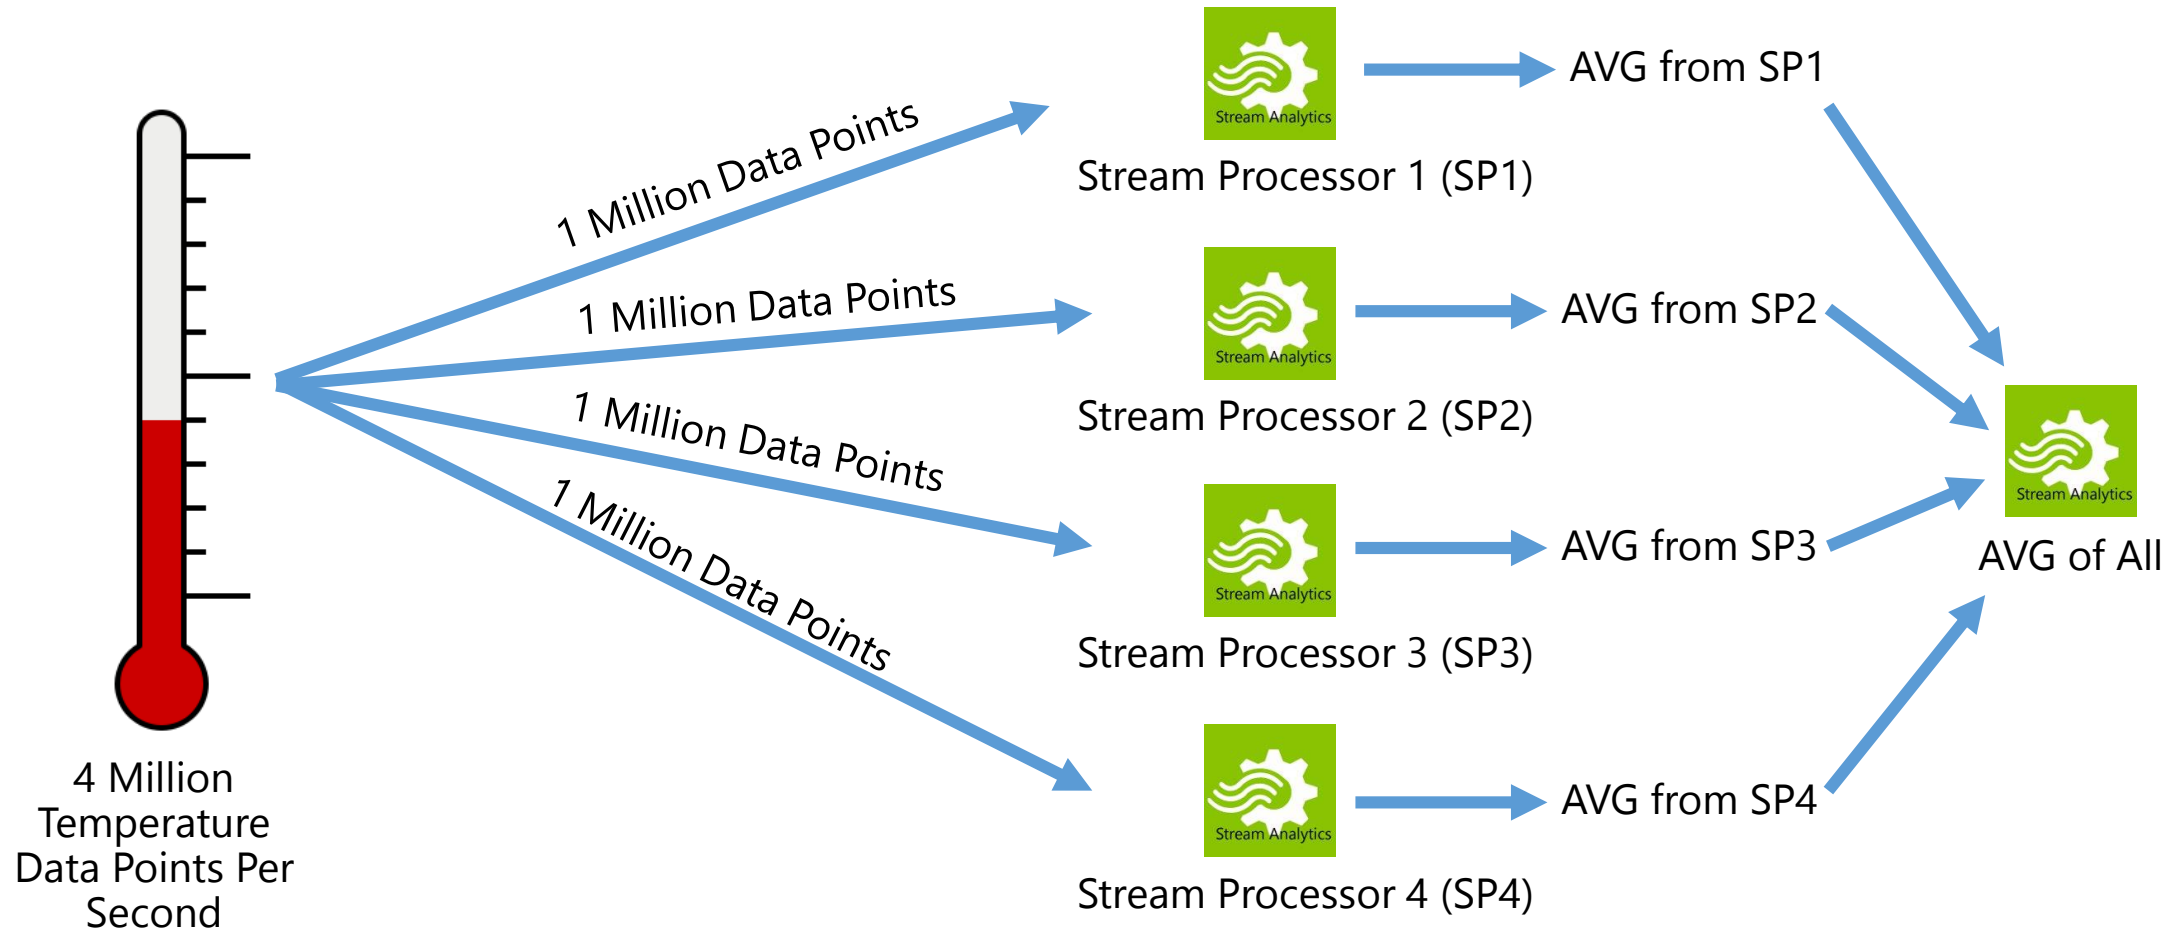 4 Million
Temperature
Data Points Per
Second
1 Million Data Points
1 Million Data Points
1 Million Data Points
1 Million Data Points
Stream Analytics
Stream Processor 1 (SP1)
AVG from SP1
Stream Analytics
Stream Processor 2 (SP2)
AVG from SP2
Stream Analytics
Stream Processor 3 (SP3)
AVG from SP3
Stream Analytics
Stream Processor 4 (SP4)
AVG from SP4
Stream Analytics
AVG of All